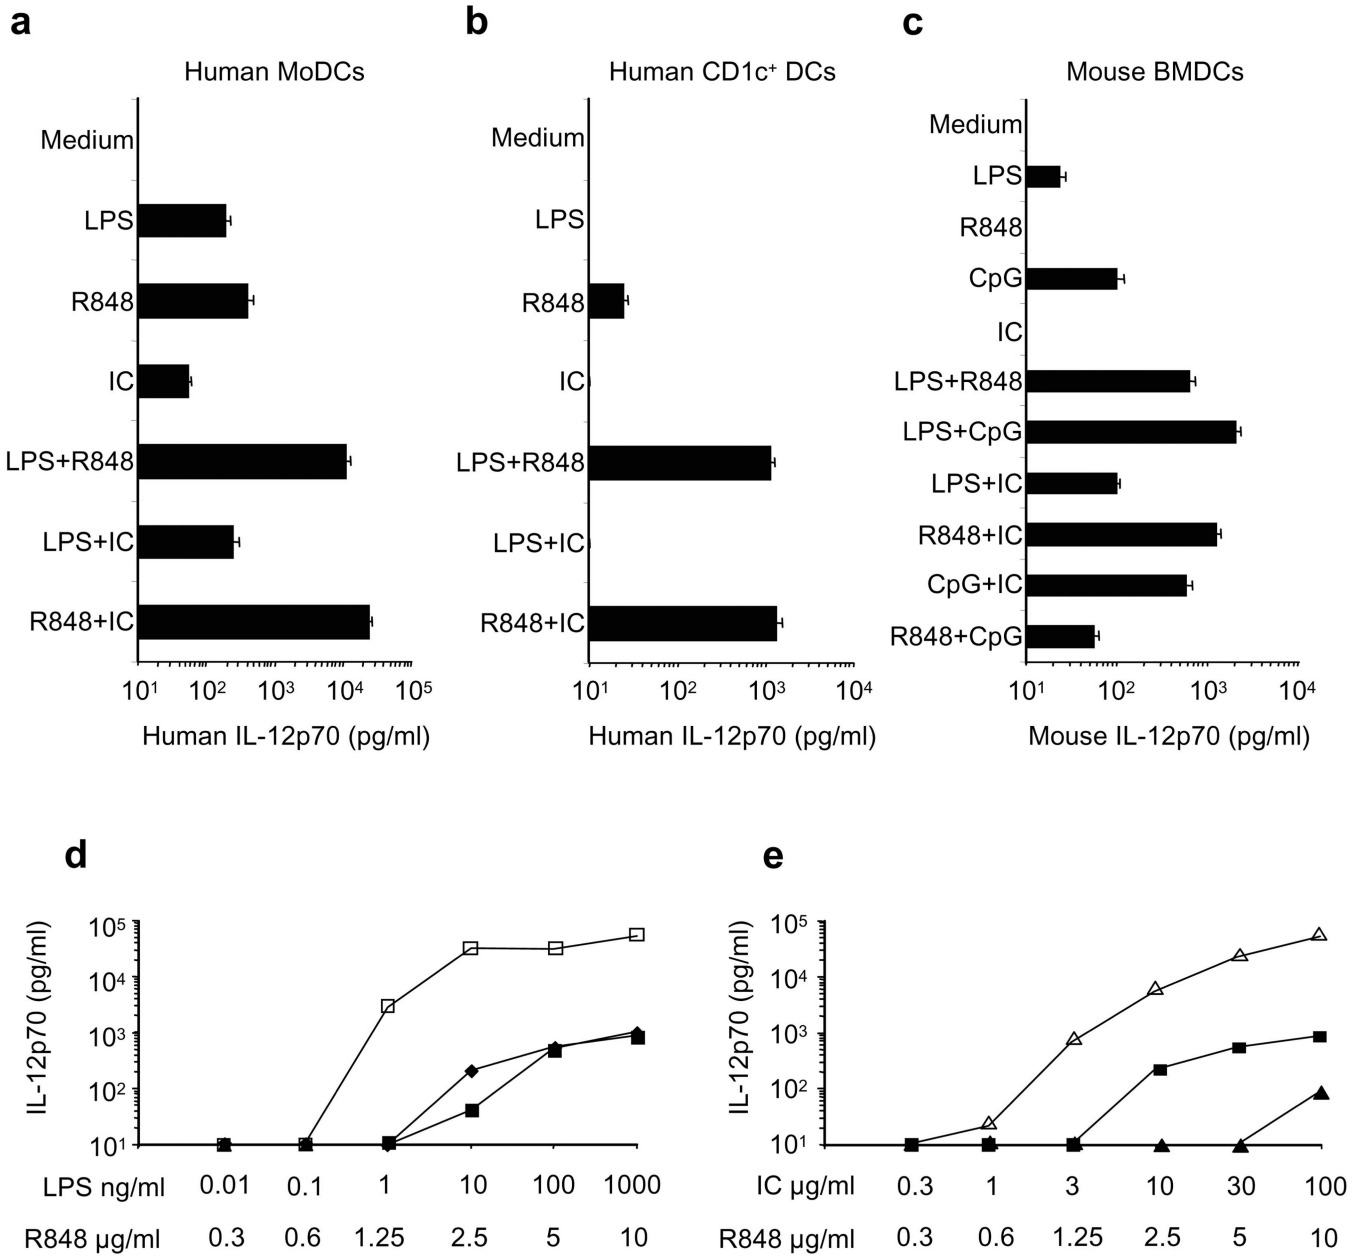 a
b
c
Human MoDCs
Human CD1c⁺ DCs
Mouse BMDCs
Medium
LPS
R848
IC
LPS+R848
LPS+IC
R848+IC
10¹ 10² 10³ 10⁴ 10⁵
Human IL-12p70 (pg/ml)
Medium
LPS
R848
IC
LPS+R848
LPS+IC
R848+IC
10¹ 10² 10³ 10⁴
Human IL-12p70 (pg/ml)
Medium
LPS
R848
CpG
IC
LPS+R848
LPS+CpG
LPS+IC
R848+IC
CpG+IC
R848+CpG
10¹ 10² 10³ 10⁴
Mouse IL-12p70 (pg/ml)
d
IL-12p70 (pg/ml)
10⁵
10⁴
10³
10²
10¹
LPS ng/ml 0.01 0.1 1 10 100 1000
R848 µg/ml 0.3 0.6 1.25 2.5 5 10
e
IL-12p70 (pg/ml)
10⁵
10⁴
10³
10²
10¹
IC µg/ml 0.3 1 3 10 30 100
R848 µg/ml 0.3 0.6 1.25 2.5 5 10